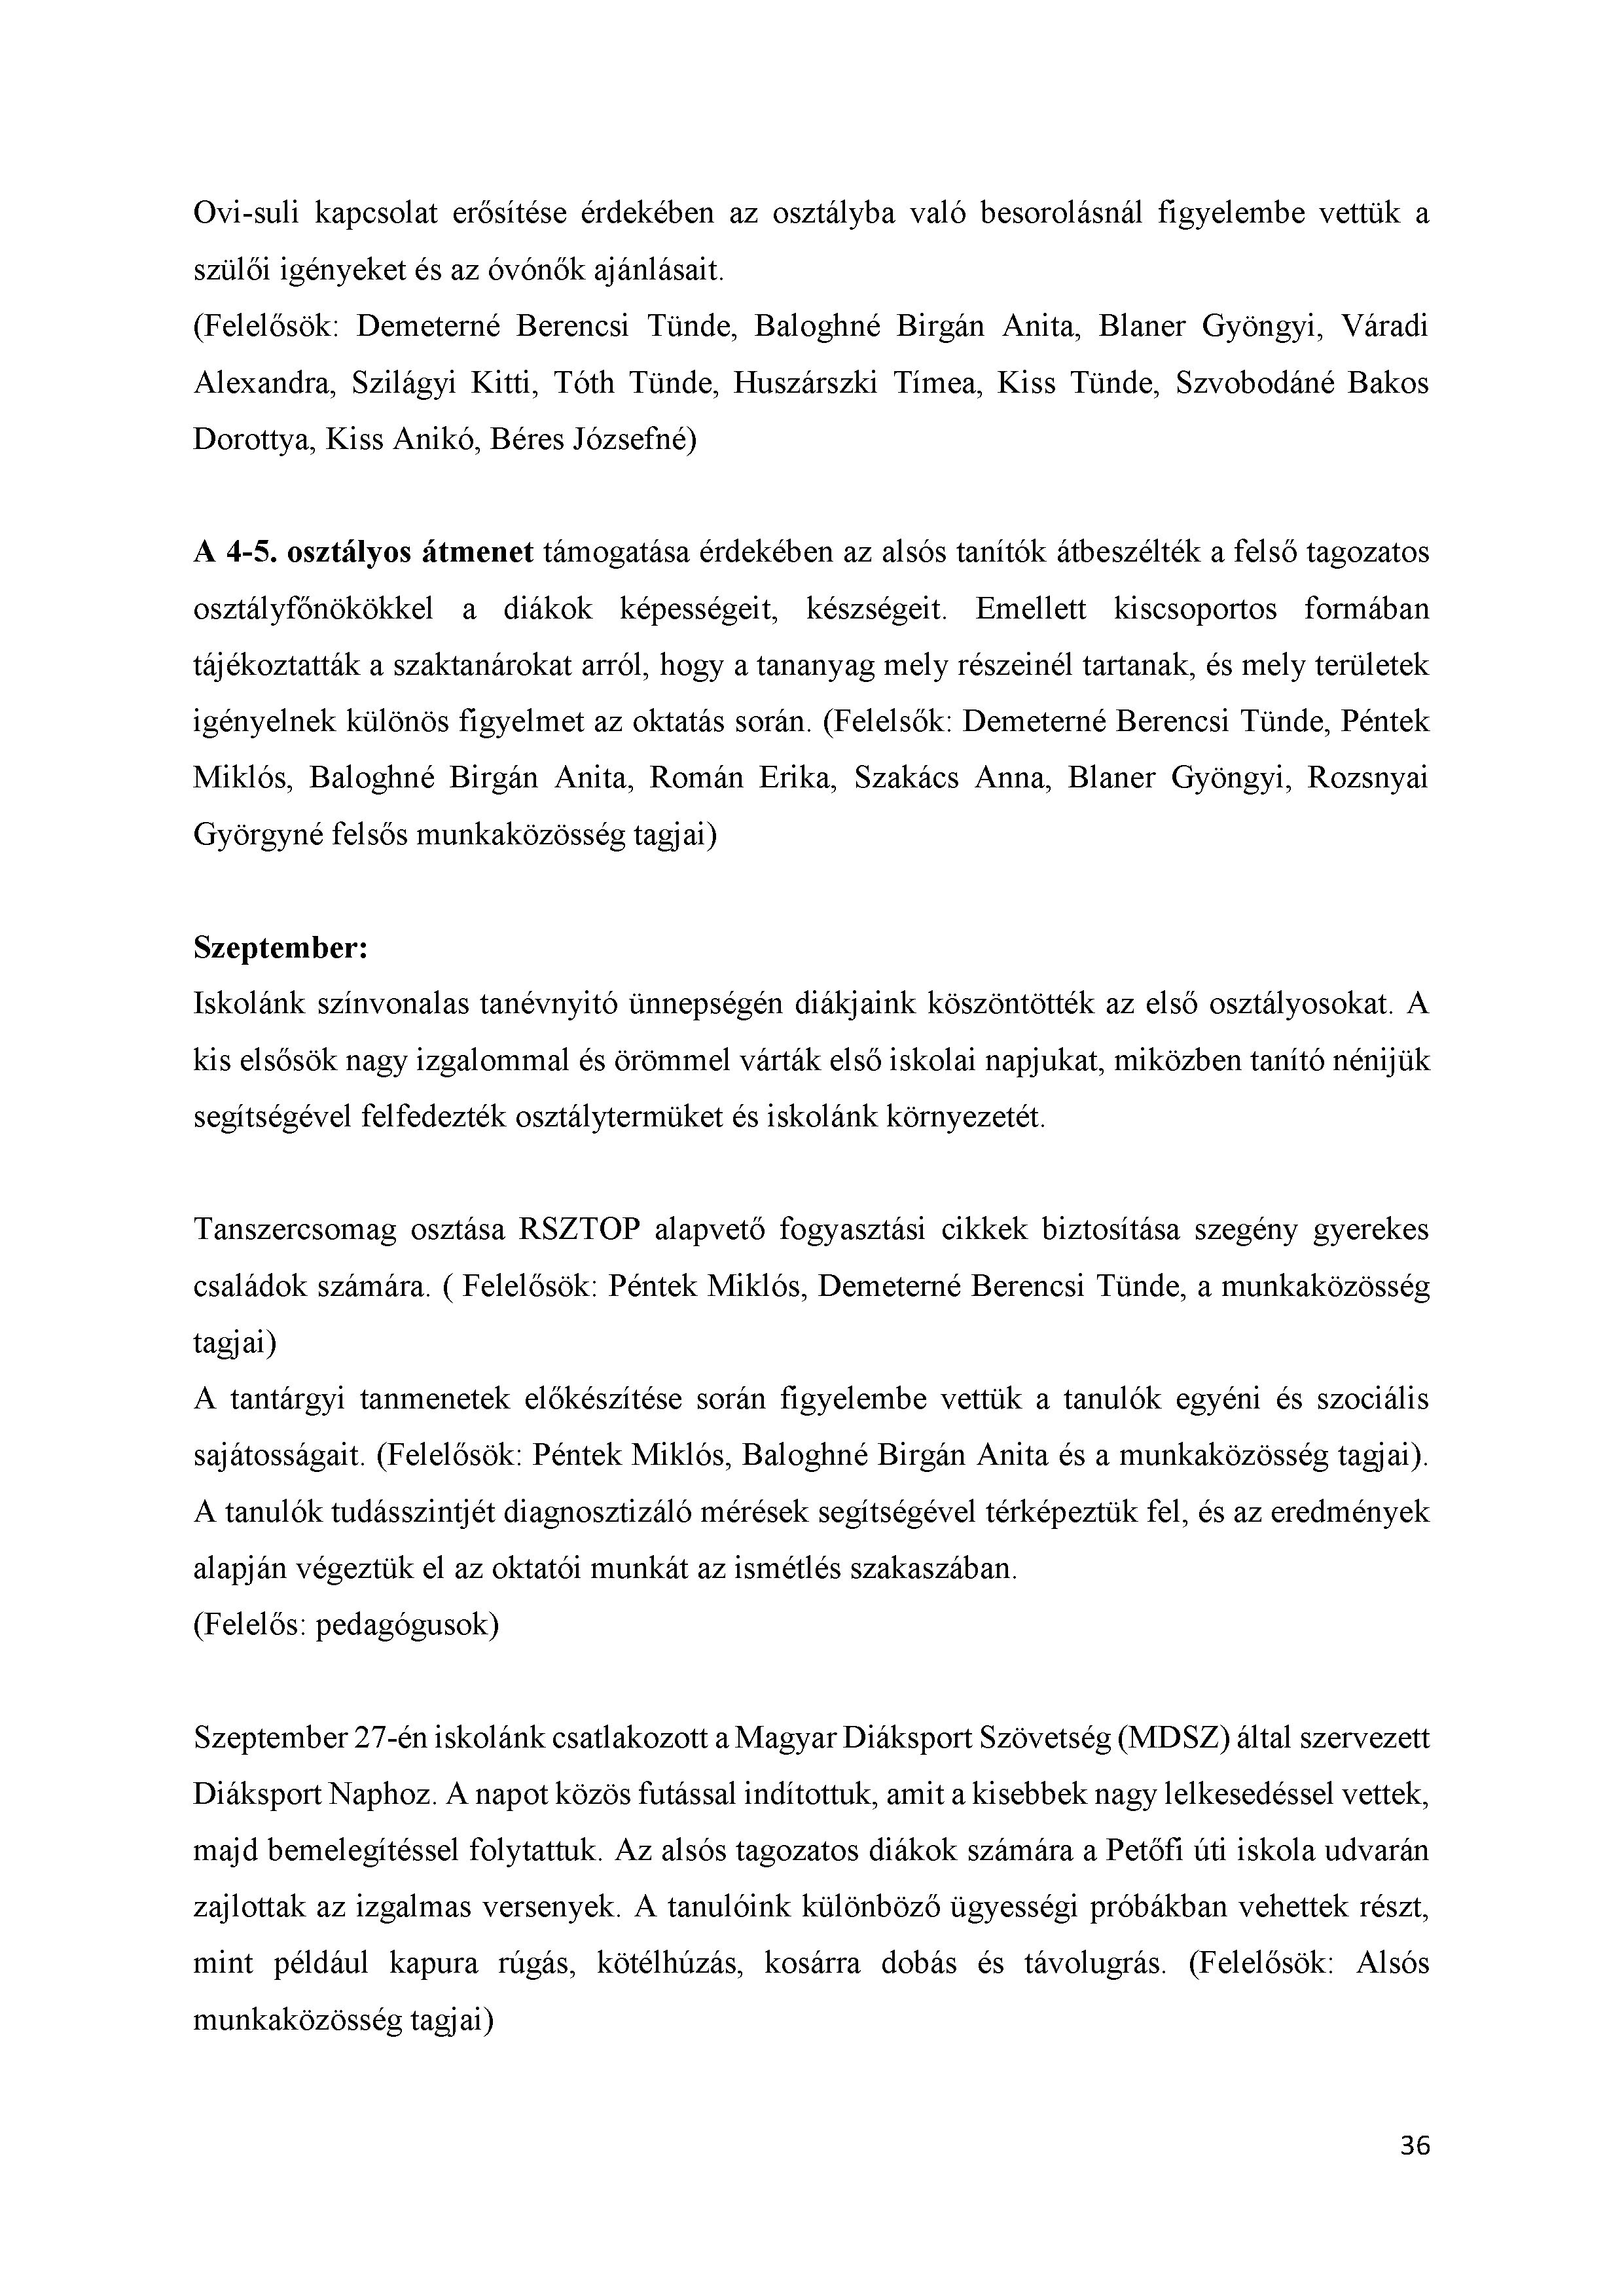 Ovi-suli kapcsolat erősítése érdekében az osztályba való besorolásnál figyelembe vettük a
szülői igényeket és az óvónők ajánlásait.
(Felelősök: Demeterné Berencsi Tünde, Baloghné Birgán Anita, Blaner Gyöngyi, Váradi
Alexandra, Szilágyi Kitti, Tóth Tünde, Huszárszki Tímea, Kiss Tünde, Szvobodáné Bakos
Dorottya, Kiss Anikó, Béres Józsefné)
A 4-5. osztályos átmenet támogatása érdekében az alsós tanítók átbeszélték a felső tagozatos
osztályfőnökökkel a diákok képességeit, készségeit. Emellett kiscsoportos formában
tájékoztatták a szaktanárokat arról, hogy a tananyag mely részeinél tartanak, és mely területek
igényelnek különös figyelmet az oktatás során. (Felelsők: Demeterné Berencsi Tünde, Péntek
Miklós, Baloghné Birgán Anita, Román Erika, Szakács Anna, Blaner Gyöngyi, Rozsnyai
Györgyné felsős munkaközösség tagjai)
Szeptember:
Iskolánk színvonalas tanévnyitó ünnepségén diákjaink köszöntötték az első osztályosokat. A
kis elsősök nagy izgalommal és örömmel várták első iskolai napjukat, miközben tanító nénijük
segítségével felfedezték osztálytermüket és iskolánk környezetét.
Tanszercsomag osztása RSZTOP alapvető fogyasztási cikkek biztosítása szegény gyerekes
családok számára. ( Felelősök: Péntek Miklós, Demeterné Berencsi Tünde, a munkaközösség
tagjai)
A tantárgyi tanmenetek előkészítése során figyelembe vettük a tanulók egyéni és szociális
sajátosságait. (Felelősök: Péntek Miklós, Baloghné Birgán Anita és a munkaközösség tagjai).
A tanulók tudásszintjét diagnosztizáló mérések segítségével térképeztük fel, és az eredmények
alapján végeztük el az oktatói munkát az ismétlés szakaszában.
(Felelős: pedagógusok)
Szeptember 27-én iskolánk csatlakozott a Magyar Diáksport Szövetség (MDSZ) által szervezett
Diáksport Naphoz. A napot közös futással indítottuk, amit a kisebbek nagy lelkesedéssel vettek,
majd bemelegítéssel folytattuk. Az alsós tagozatos diákok számára a Petőfi úti iskola udvarán
zajlottak az izgalmas versenyek. A tanulóink különböző ügyességi próbákban vehettek részt,
mint például kapura rúgás, kötélhúzás, kosárra dobás és távolugrás. (Felelősök: Alsós
munkaközösség tagjai)
36